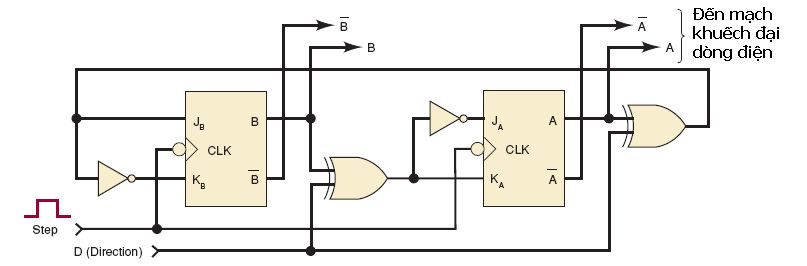 B̅
B
A̅
A
Đến mạch
khuếch đại
dòng điện
J_B
B
CLK
K_B
B̅
J_A
A
CLK
K_A
A̅
Step
D (Direction)